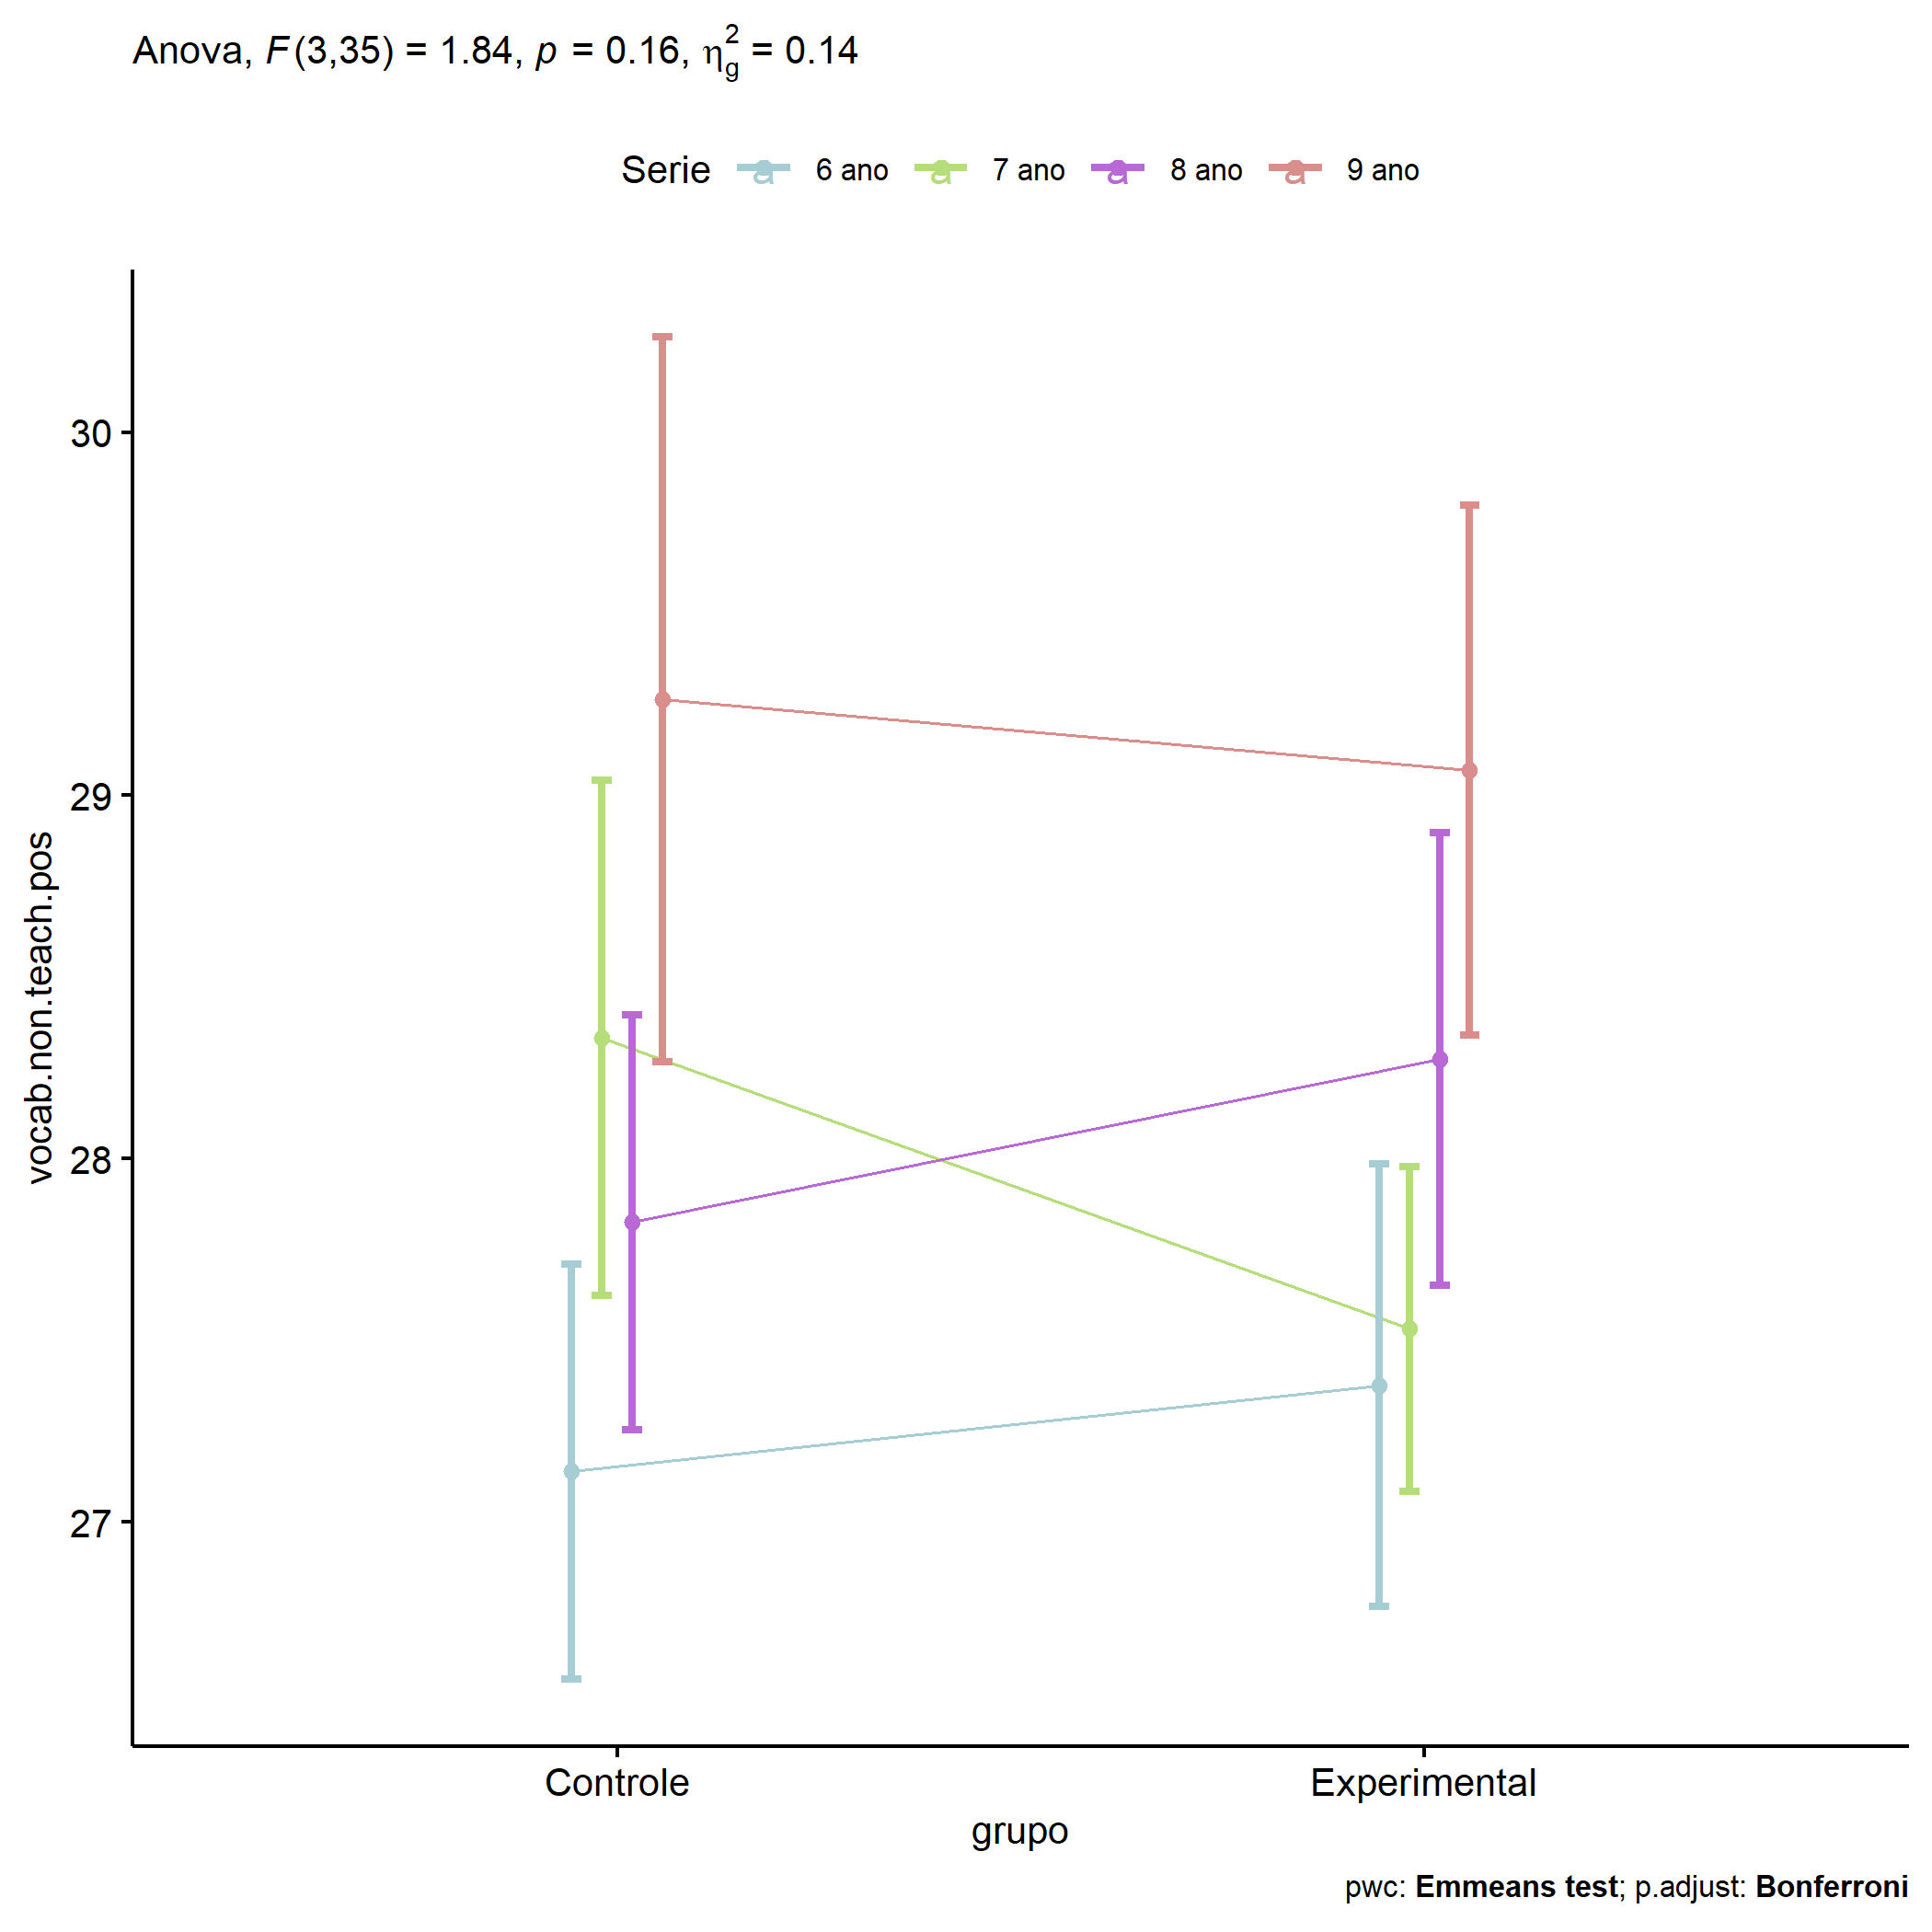 Anova, F(3,35) = 1.84, p = 0.16, η²g = 0.14
Serie a 6 ano a 7 ano a 8 ano a 9 ano
30
29
28
27
vocab.non.teach.pos
Controle Experimental
grupo
pwc: Emmeans test; p.adjust: Bonferroni